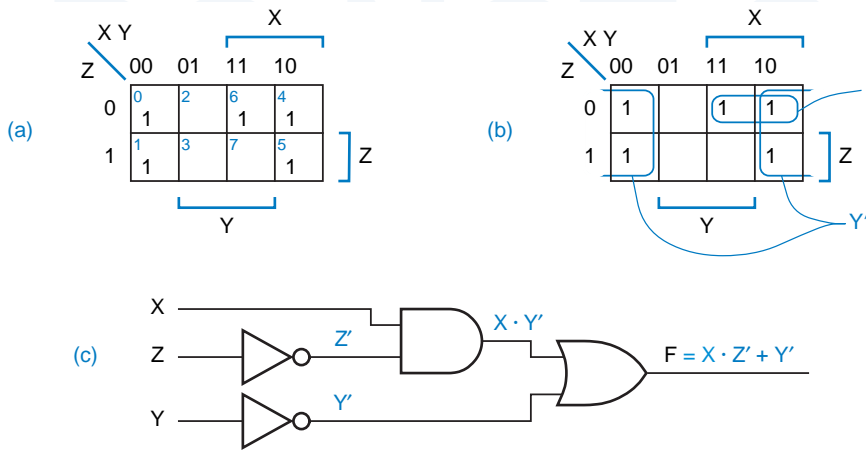 X
X Y
Z 00 01 11 10
(a)
0 0 1 2 6 1 4 1
1 1 1 3 7 5 1 Z
Y
X
X Y
Z 00 01 11 10
(b)
0 1 1 1
1 1 1 Z
Y
Y′
(c)
X
Z Z′ X · Y′
F = X · Z′ + Y′
Y Y′